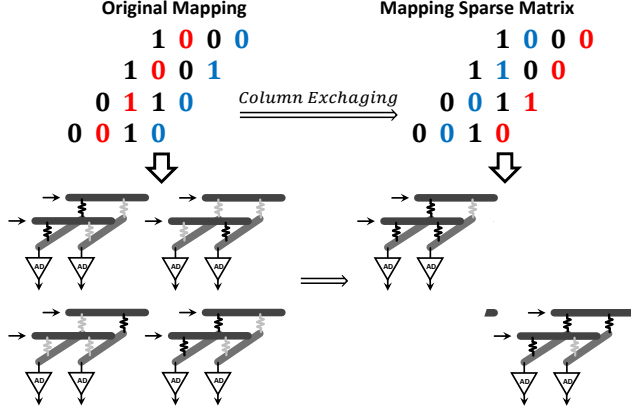 Original Mapping Mapping Sparse Matrix
1 0 0 0 1 0 0 0
1 0 0 1 1 1 0 0
Column Exchaging
0 1 1 0 0 0 1 1
0 0 1 0 0 0 1 0
AD AD AD AD AD AD
AD AD AD AD AD AD